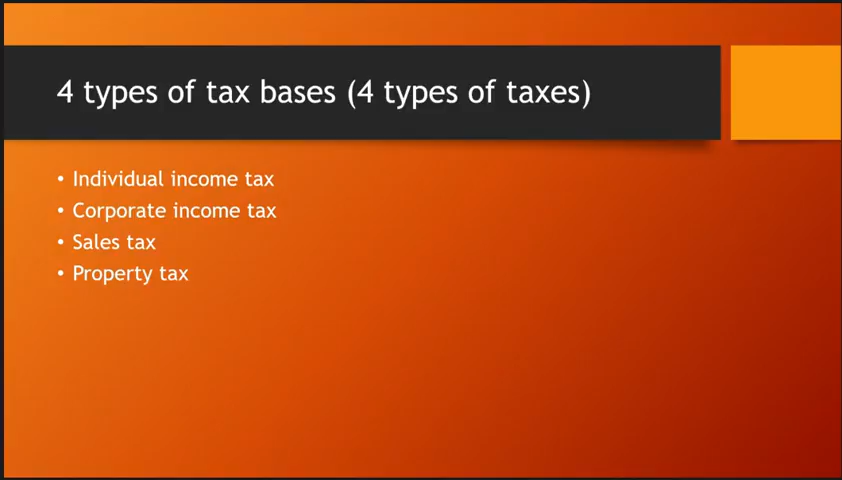 4 types of tax bases (4 types of taxes)
• Individual income tax
• Corporate income tax
• Sales tax
• Property tax